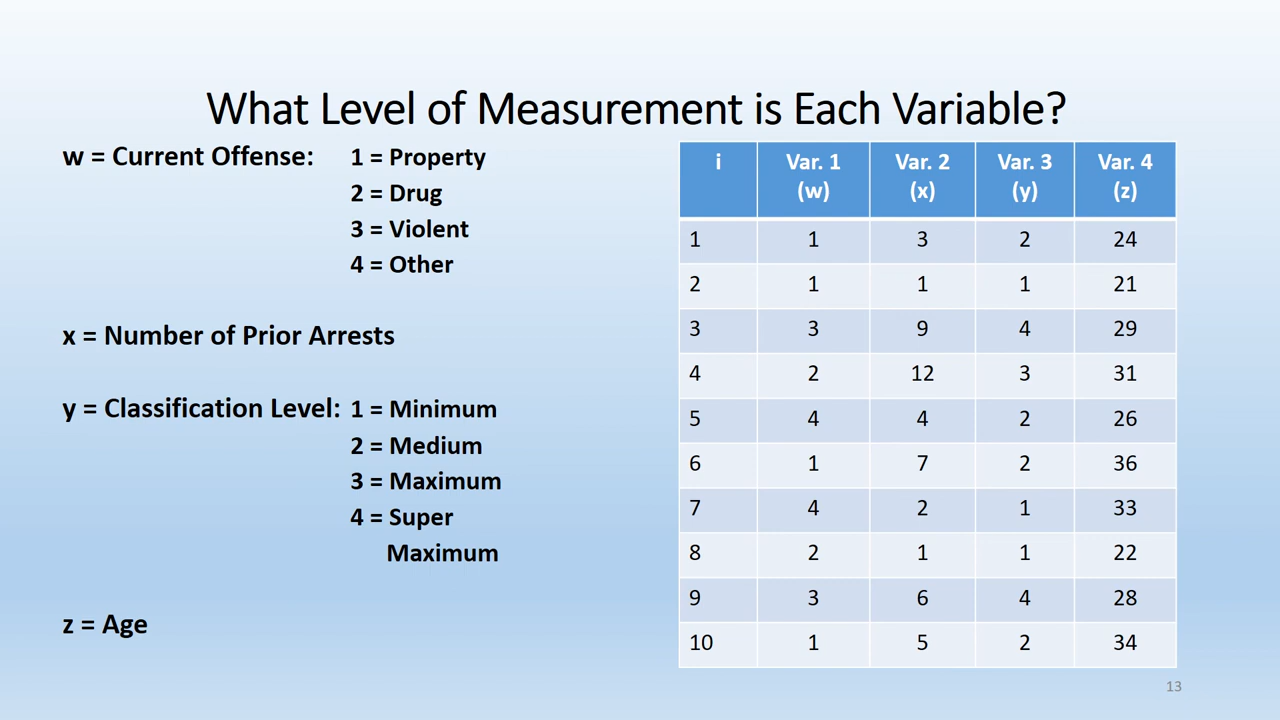 What Level of Measurement is Each Variable?
w = Current Offense: 1 = Property
2 = Drug
3 = Violent
4 = Other
x = Number of Prior Arrests
y = Classification Level: 1 = Minimum
2 = Medium
3 = Maximum
4 = Super
Maximum
z = Age
i Var. 1 (w) Var. 2 (x) Var. 3 (y) Var. 4 (z)
1 1 3 2 24
2 1 1 1 21
3 3 9 4 29
4 2 12 3 31
5 4 4 2 26
6 1 7 2 36
7 4 2 1 33
8 2 1 1 22
9 3 6 4 28
10 1 5 2 34
13